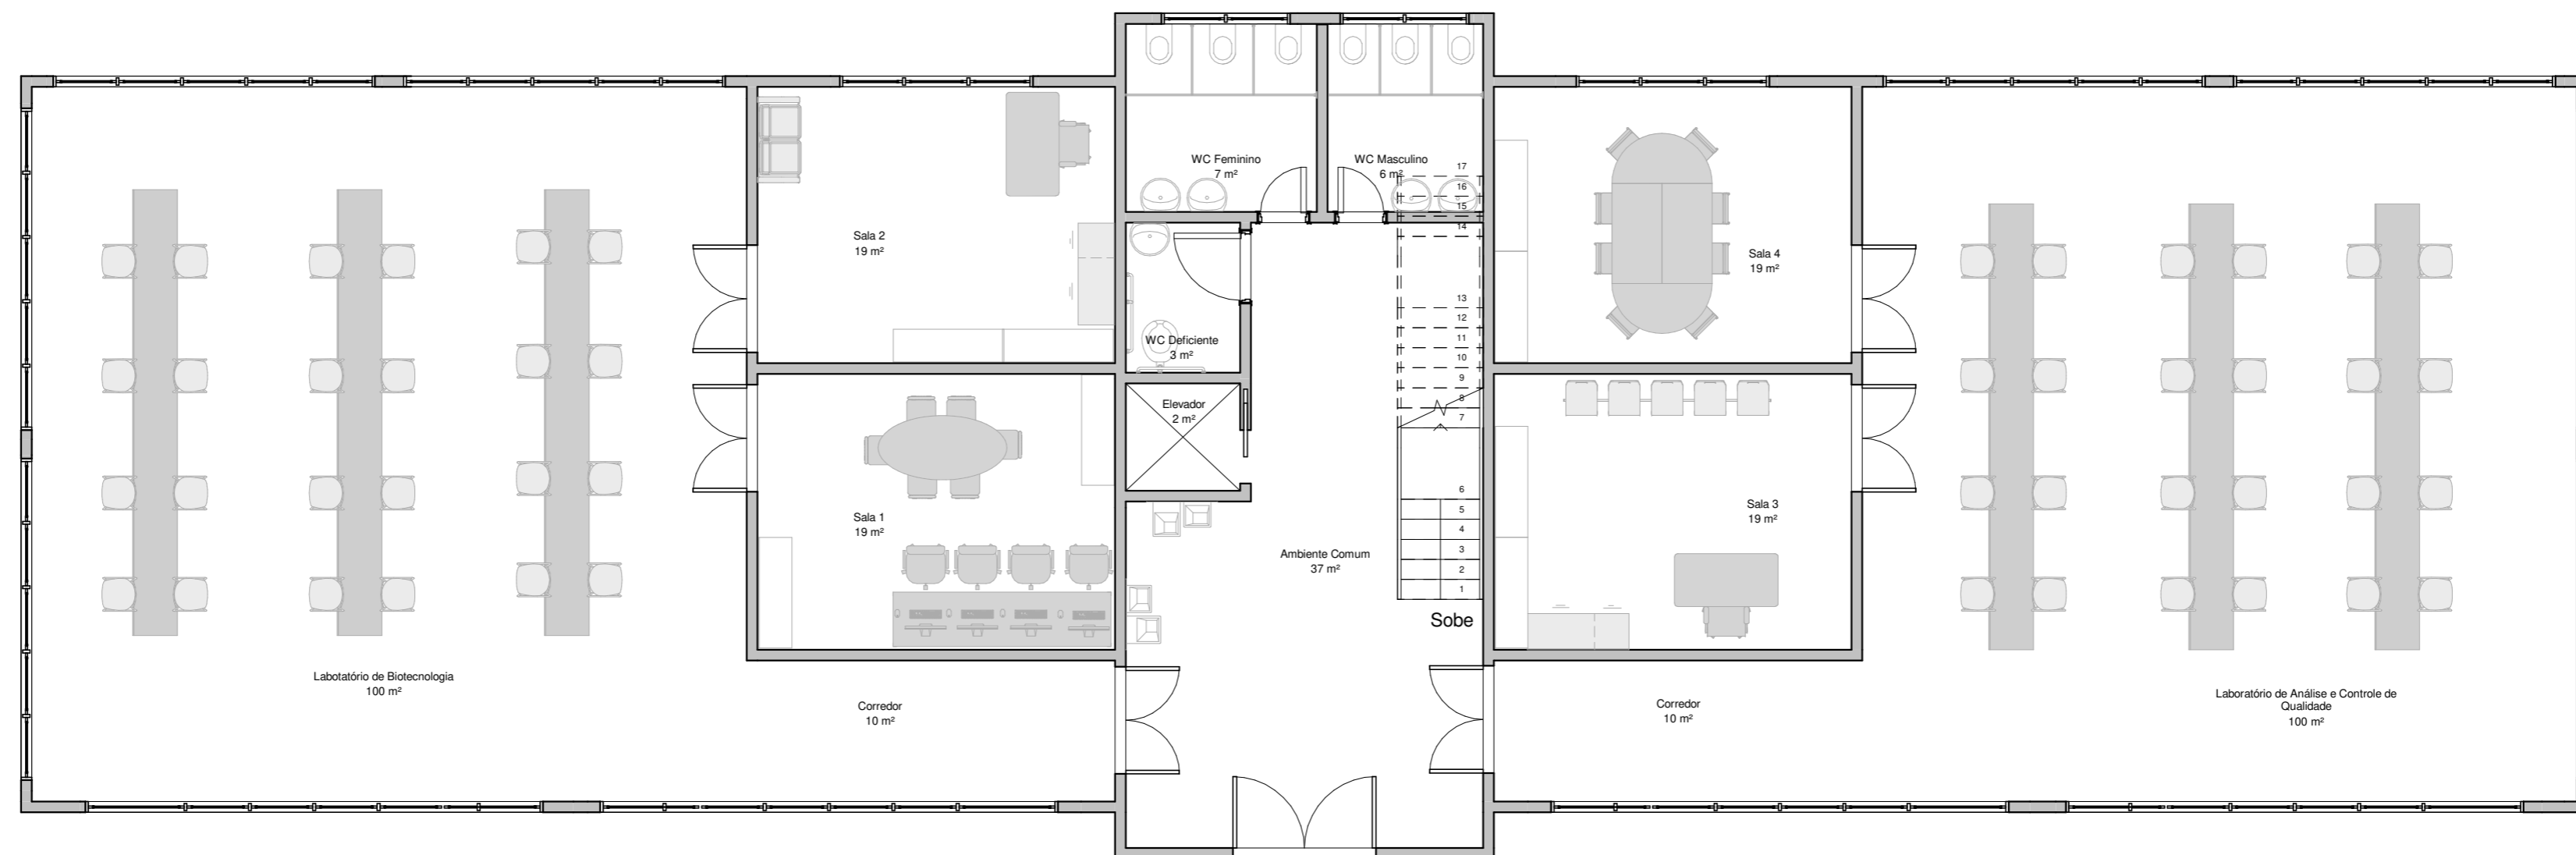 WC Feminino
7 m²
WC Masculino
6 m²
17
16
15
14
13
12
11
10
9
8
7
6
5
4
3
2
1
Sobe
Sala 2
19 m²
WC Deficiente
3 m²
Elevador
2 m²
Sala 1
19 m²
Ambiente Comum
37 m²
Sala 4
19 m²
Sala 3
19 m²
Labotatório de Biotecnologia
100 m²
Corredor
10 m²
Corredor
10 m²
Laboratório de Análise e Controle de
Qualidade
100 m²